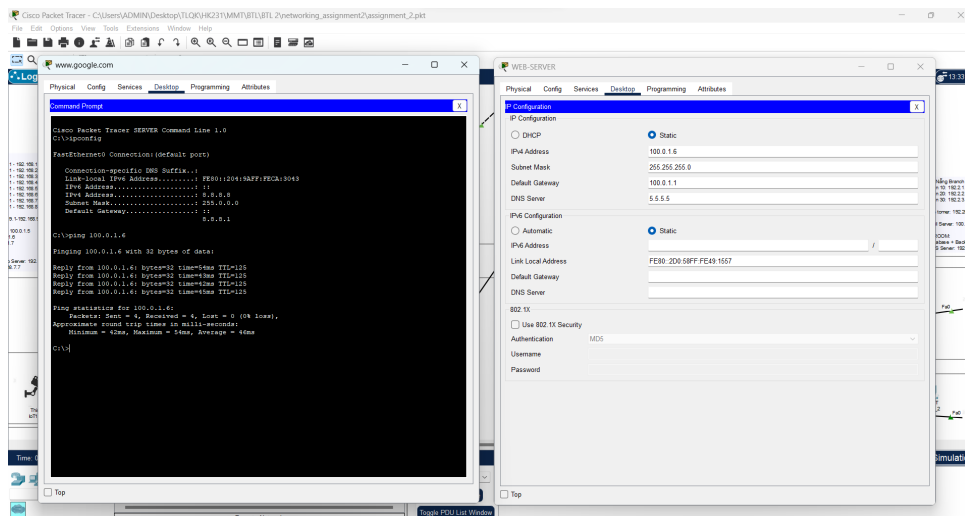 Cisco Packet Tracer - C:\Users\ADMIN\Desktop\TLQK\HK231\MMT\BTL\BTL 2\networking_assignment2\assignment_2.pkt
File Edit Options View Tools Extensions Window Help
www.google.com
Physical Config Services Desktop Programming Attributes
Command Prompt X
Cisco Packet Tracer SERVER Command Line 1.0
C:\>ipconfig
FastEthernet0 Connection:(default port)
Connection-specific DNS Suffix..:
Link-local IPv6 Address.........: FE80::204:9AFF:FECA:3043
IPv6 Address....................: ::
IPv4 Address....................: 8.8.8.8
Subnet Mask.....................: 255.0.0.0
Default Gateway.................: ::
8.8.8.1
C:\>ping 100.0.1.6
Pinging 100.0.1.6 with 32 bytes of data:
Reply from 100.0.1.6: bytes=32 time=54ms TTL=125
Reply from 100.0.1.6: bytes=32 time=43ms TTL=125
Reply from 100.0.1.6: bytes=32 time=42ms TTL=125
Reply from 100.0.1.6: bytes=32 time=45ms TTL=125
Ping statistics for 100.0.1.6:
Packets: Sent = 4, Received = 4, Lost = 0 (0% loss),
Approximate round trip times in milli-seconds:
Minimum = 42ms, Maximum = 54ms, Average = 46ms
C:\>
Top
WEB-SERVER
Physical Config Services Desktop Programming Attributes
IP Configuration X
IP Configuration
DHCP Static
IPv4 Address 100.0.1.6
Subnet Mask 255.255.255.0
Default Gateway 100.0.1.1
DNS Server 5.5.5.5
IPv6 Configuration
Automatic Static
IPv6 Address /
Link Local Address FE80::2D0:58FF:FE49:1557
Default Gateway
DNS Server
802.1X
Use 802.1X Security
Authentication MD5
Username
Password
Top
Time:
Toggle PDU List Window